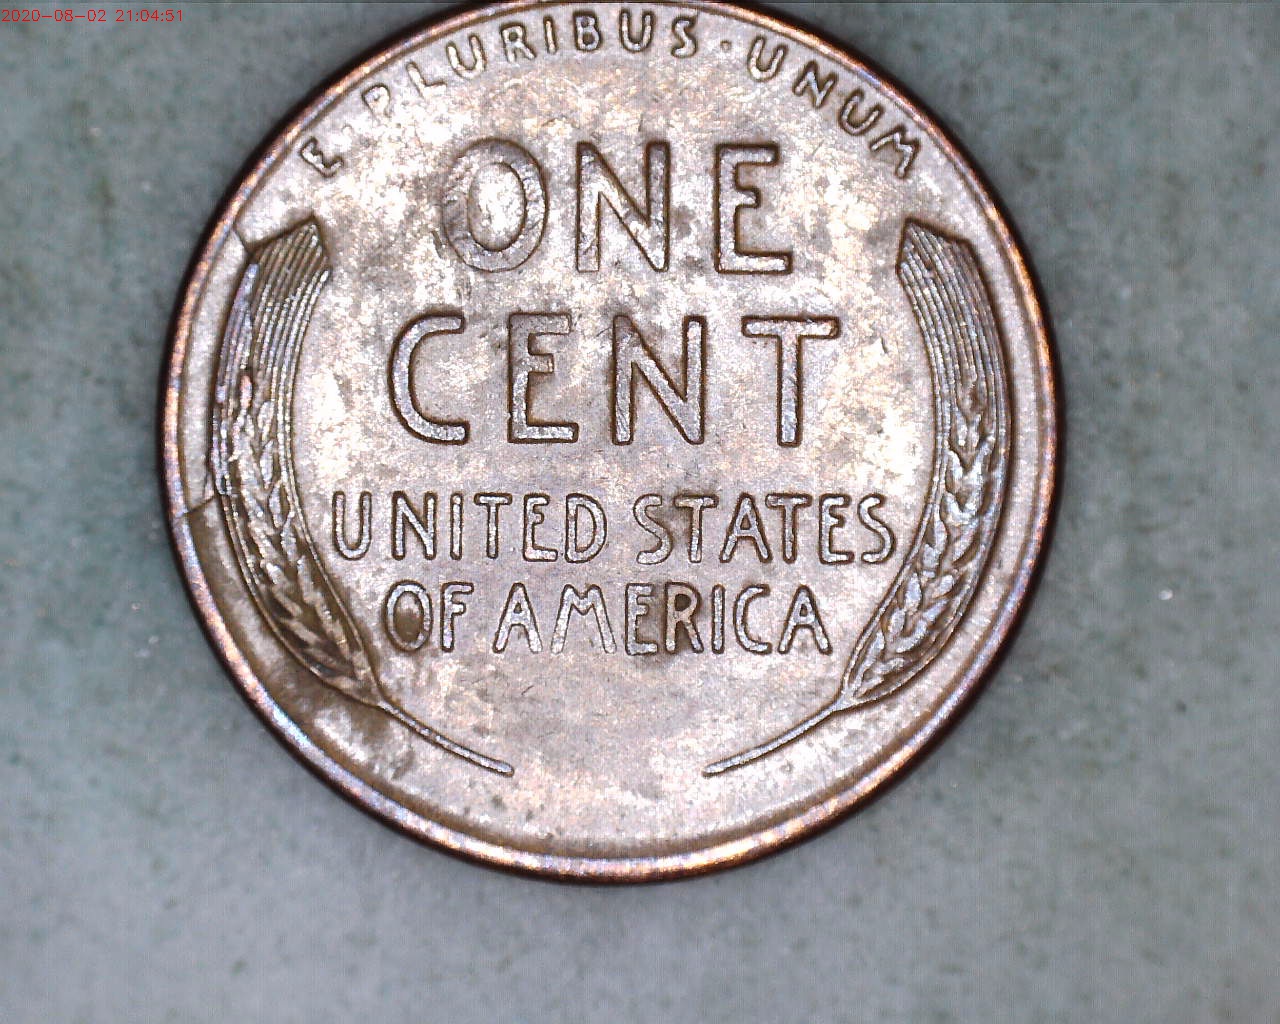 2020-08-02 21:04:51
E·PLURIBUS·UNUM
ONE
CENT
UNITED STATES
OF AMERICA